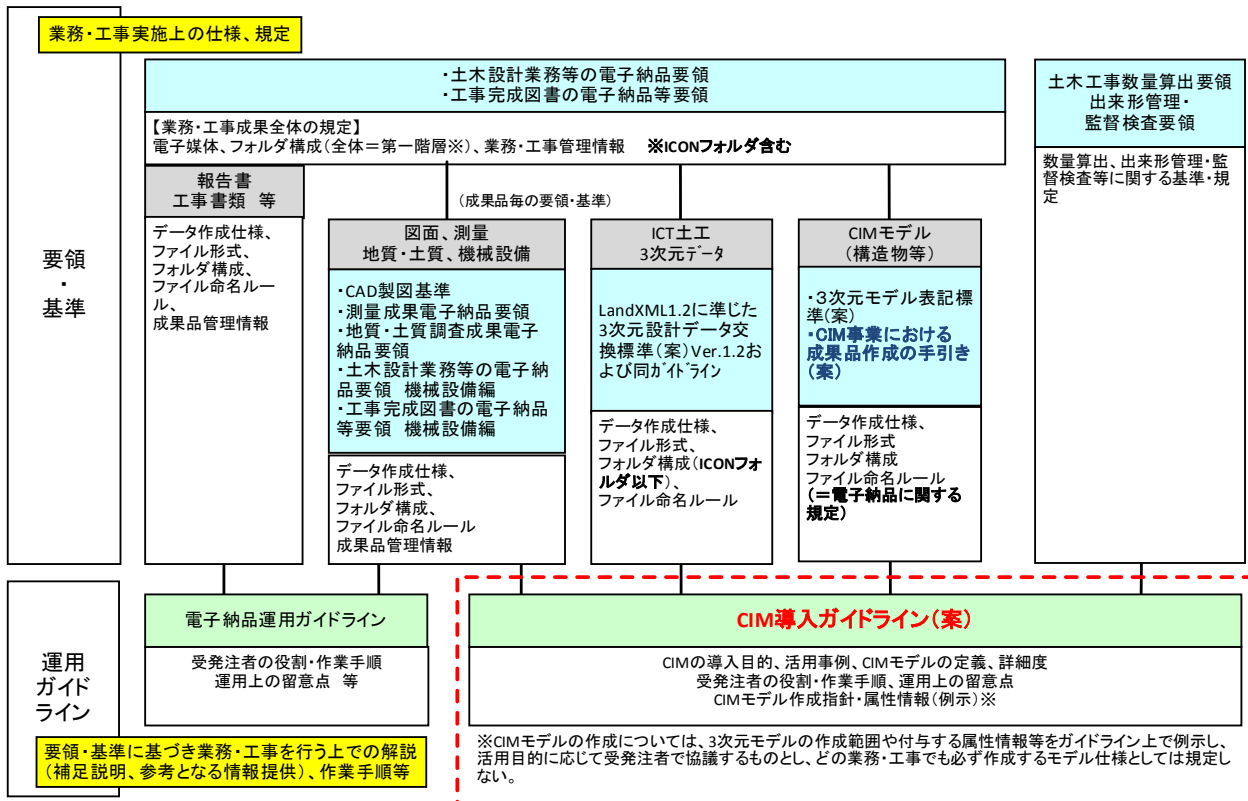 業務・工事実施上の仕様、規定
要領
・
基準
・土木設計業務等の電子納品要領
・工事完成図書の電子納品等要領
【業務・工事成果全体の規定】
電子媒体、フォルダ構成(全体=第一階層※)、業務・工事管理情報　※ICONフォルダ含む
土木工事数量算出要領
出来形管理・
監督検査要領
数量算出、出来形管理・監
督検査等に関する基準・規
定
(成果品毎の要領・基準)
報告書
工事書類 等
データ作成仕様、
ファイル形式、
フォルダ構成、
ファイル命名ルー
ル、
成果品管理情報
図面、測量
地質・土質、機械設備
・CAD製図基準
・測量成果電子納品要領
・地質・土質調査成果電子
納品要領
・土木設計業務等の電子納
品要領 機械設備編
・工事完成図書の電子納品
等要領 機械設備編
データ作成仕様、
ファイル形式、
フォルダ構成、
ファイル命名ルール
成果品管理情報
ICT土工
3次元データ
LandXML1.2に準じた
3次元設計データ交
換標準(案)Ver.1.2お
よび同ガイドライン
データ作成仕様、
ファイル形式、
フォルダ構成(ICONフォ
ルダ以下)、
ファイル命名ルール
CIMモデル
(構造物等)
・3次元モデル表記標
準(案)
・CIM事業における
成果品作成の手引き
(案)
データ作成仕様、
ファイル形式
フォルダ構成
ファイル命名ルール
(=電子納品に関する
規定)
運用
ガイド
ライン
電子納品運用ガイドライン
受発注者の役割・作業手順
運用上の留意点 等
CIM導入ガイドライン(案)
CIMの導入目的、活用事例、CIMモデルの定義、詳細度
受発注者の役割・作業手順、運用上の留意点
CIMモデル作成指針・属性情報(例示)※
要領・基準に基づき業務・工事を行う上での解説
(補足説明、参考となる情報提供)、作業手順等
※CIMモデルの作成については、3次元モデルの作成範囲や付与する属性情報等をガイドライン上で例示し、
活用目的に応じて受発注者で協議するものとし、どの業務・工事でも必ず作成するモデル仕様としては規定し
ない。